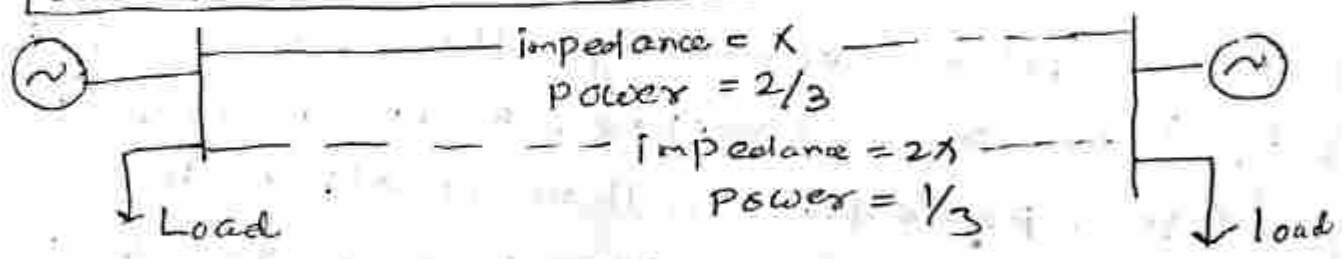 impedance = X
Power = 2/3
impedance = 2X
Power = 1/3
Load
load